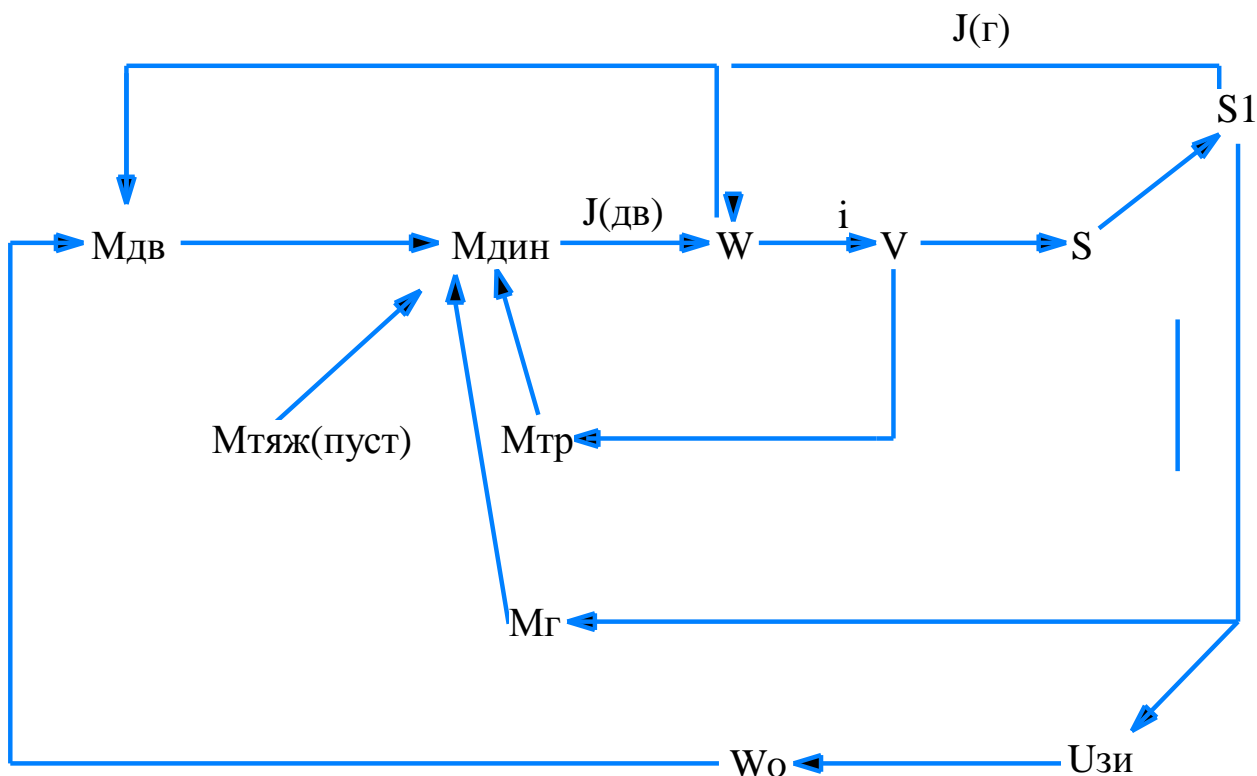 J(г)
S1
J(дв)
i
Мдв
Мдин
W
V
S
Мтяж(пуст)
Мтр
Мг
Wo
Uзи